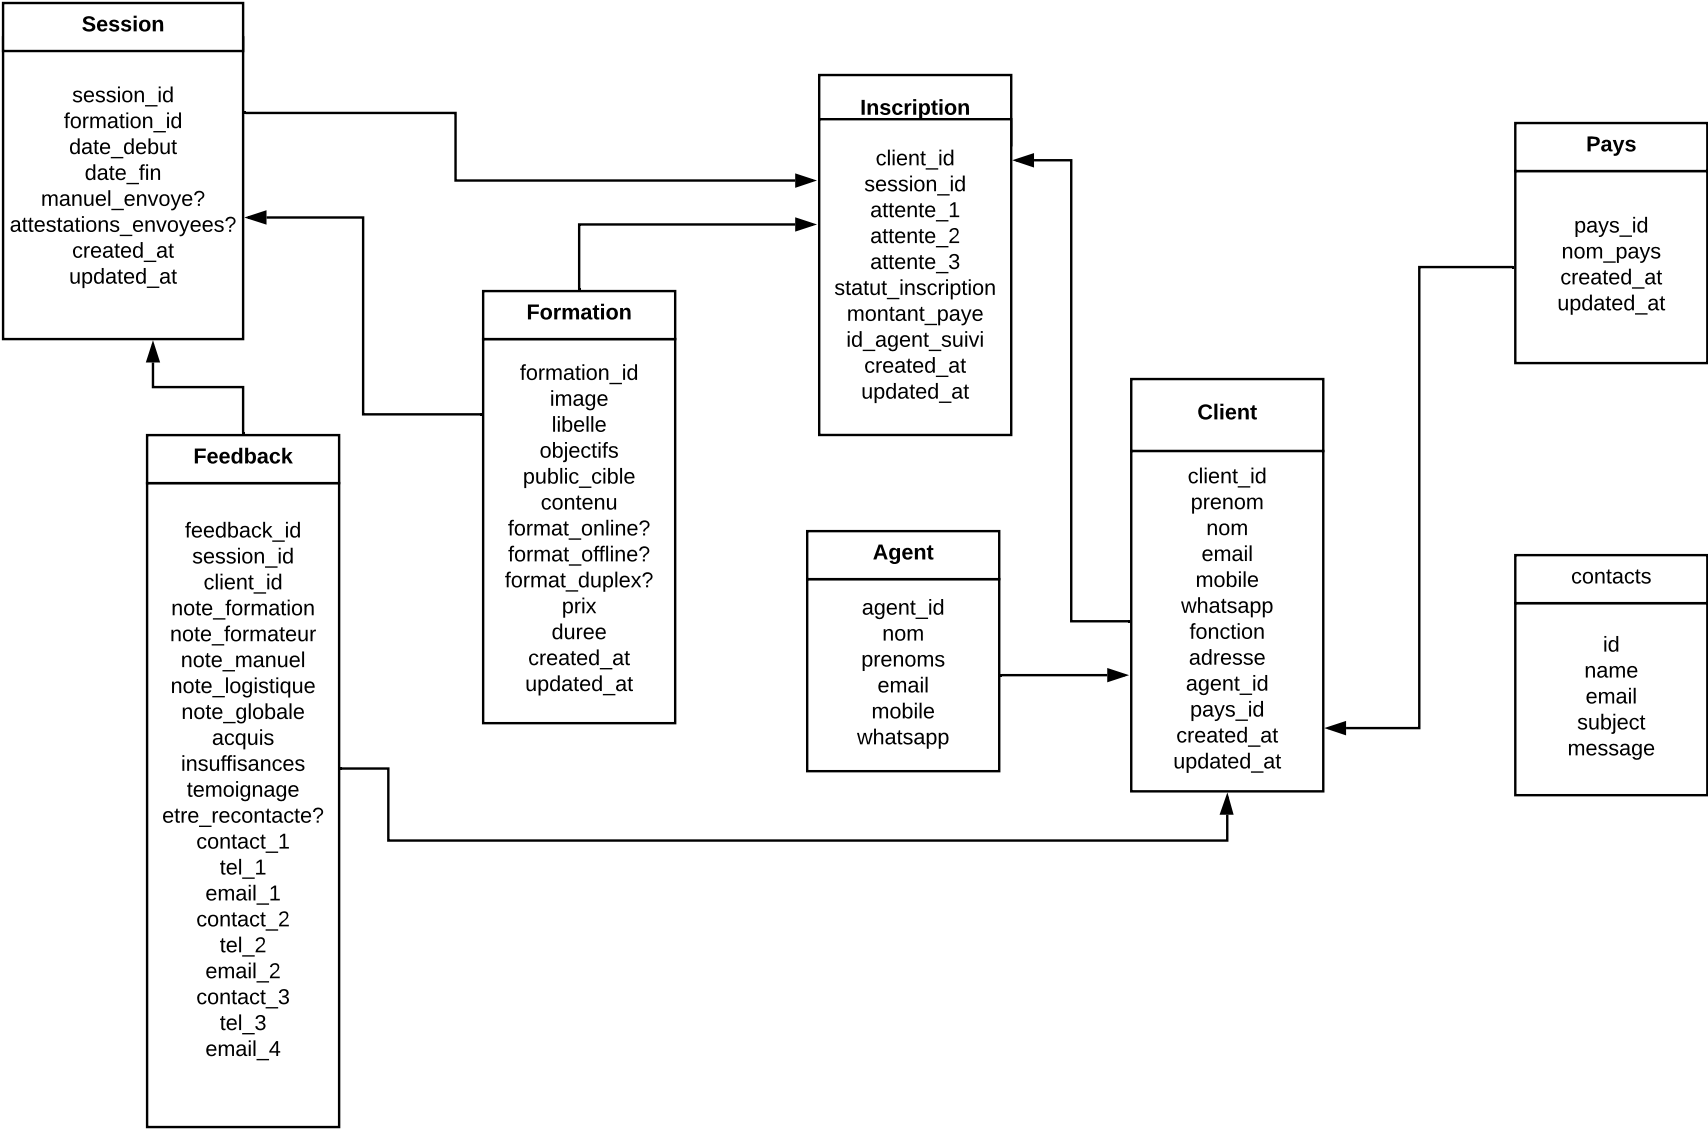 Session
session_id
formation_id
date_debut
date_fin
manuel_envoye?
attestations_envoyees?
created_at
updated_at
Inscription
client_id
session_id
attente_1
attente_2
attente_3
statut_inscription
montant_paye
id_agent_suivi
created_at
updated_at
Pays
pays_id
nom_pays
created_at
updated_at
Formation
formation_id
image
libelle
objectifs
public_cible
contenu
format_online?
format_offline?
format_duplex?
prix
duree
created_at
updated_at
Client
client_id
prenom
nom
email
mobile
whatsapp
fonction
adresse
agent_id
pays_id
created_at
updated_at
Feedback
feedback_id
session_id
client_id
note_formation
note_formateur
note_manuel
note_logistique
note_globale
acquis
insuffisances
temoignage
etre_recontacte?
contact_1
tel_1
email_1
contact_2
tel_2
email_2
contact_3
tel_3
email_4
Agent
agent_id
nom
prenoms
email
mobile
whatsapp
contacts
id
name
email
subject
message